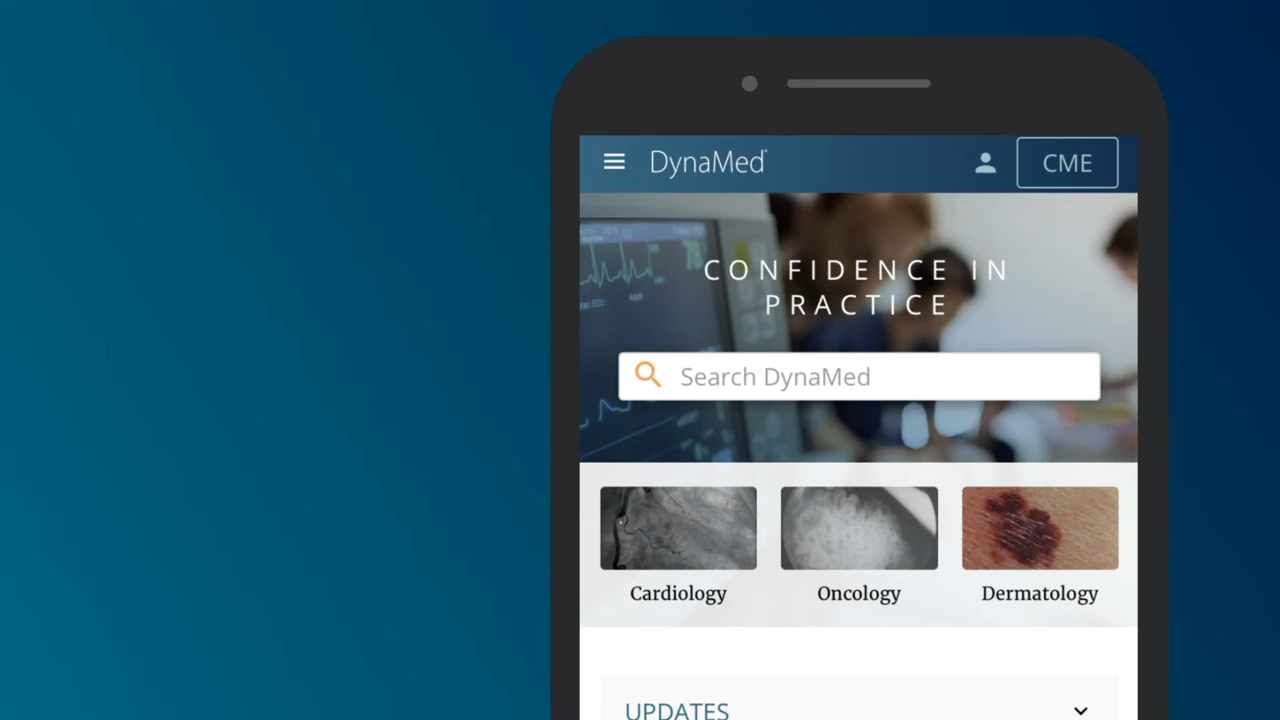 DynaMed
CME
CONFIDENCE IN
PRACTICE
Search DynaMed
Cardiology
Oncology
Dermatology
UPDATES